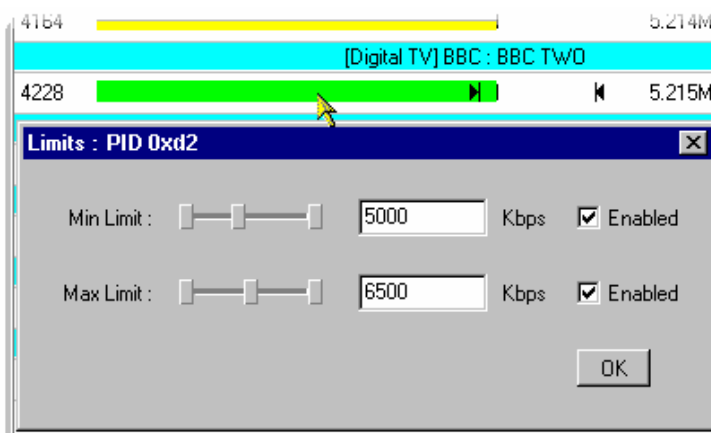 4164 5.214M
[Digital TV] BBC : BBC TWO
4228 5.215M
Limits : PID 0xd2
Min Limit : 5000 Kbps Enabled
Max Limit : 6500 Kbps Enabled
OK